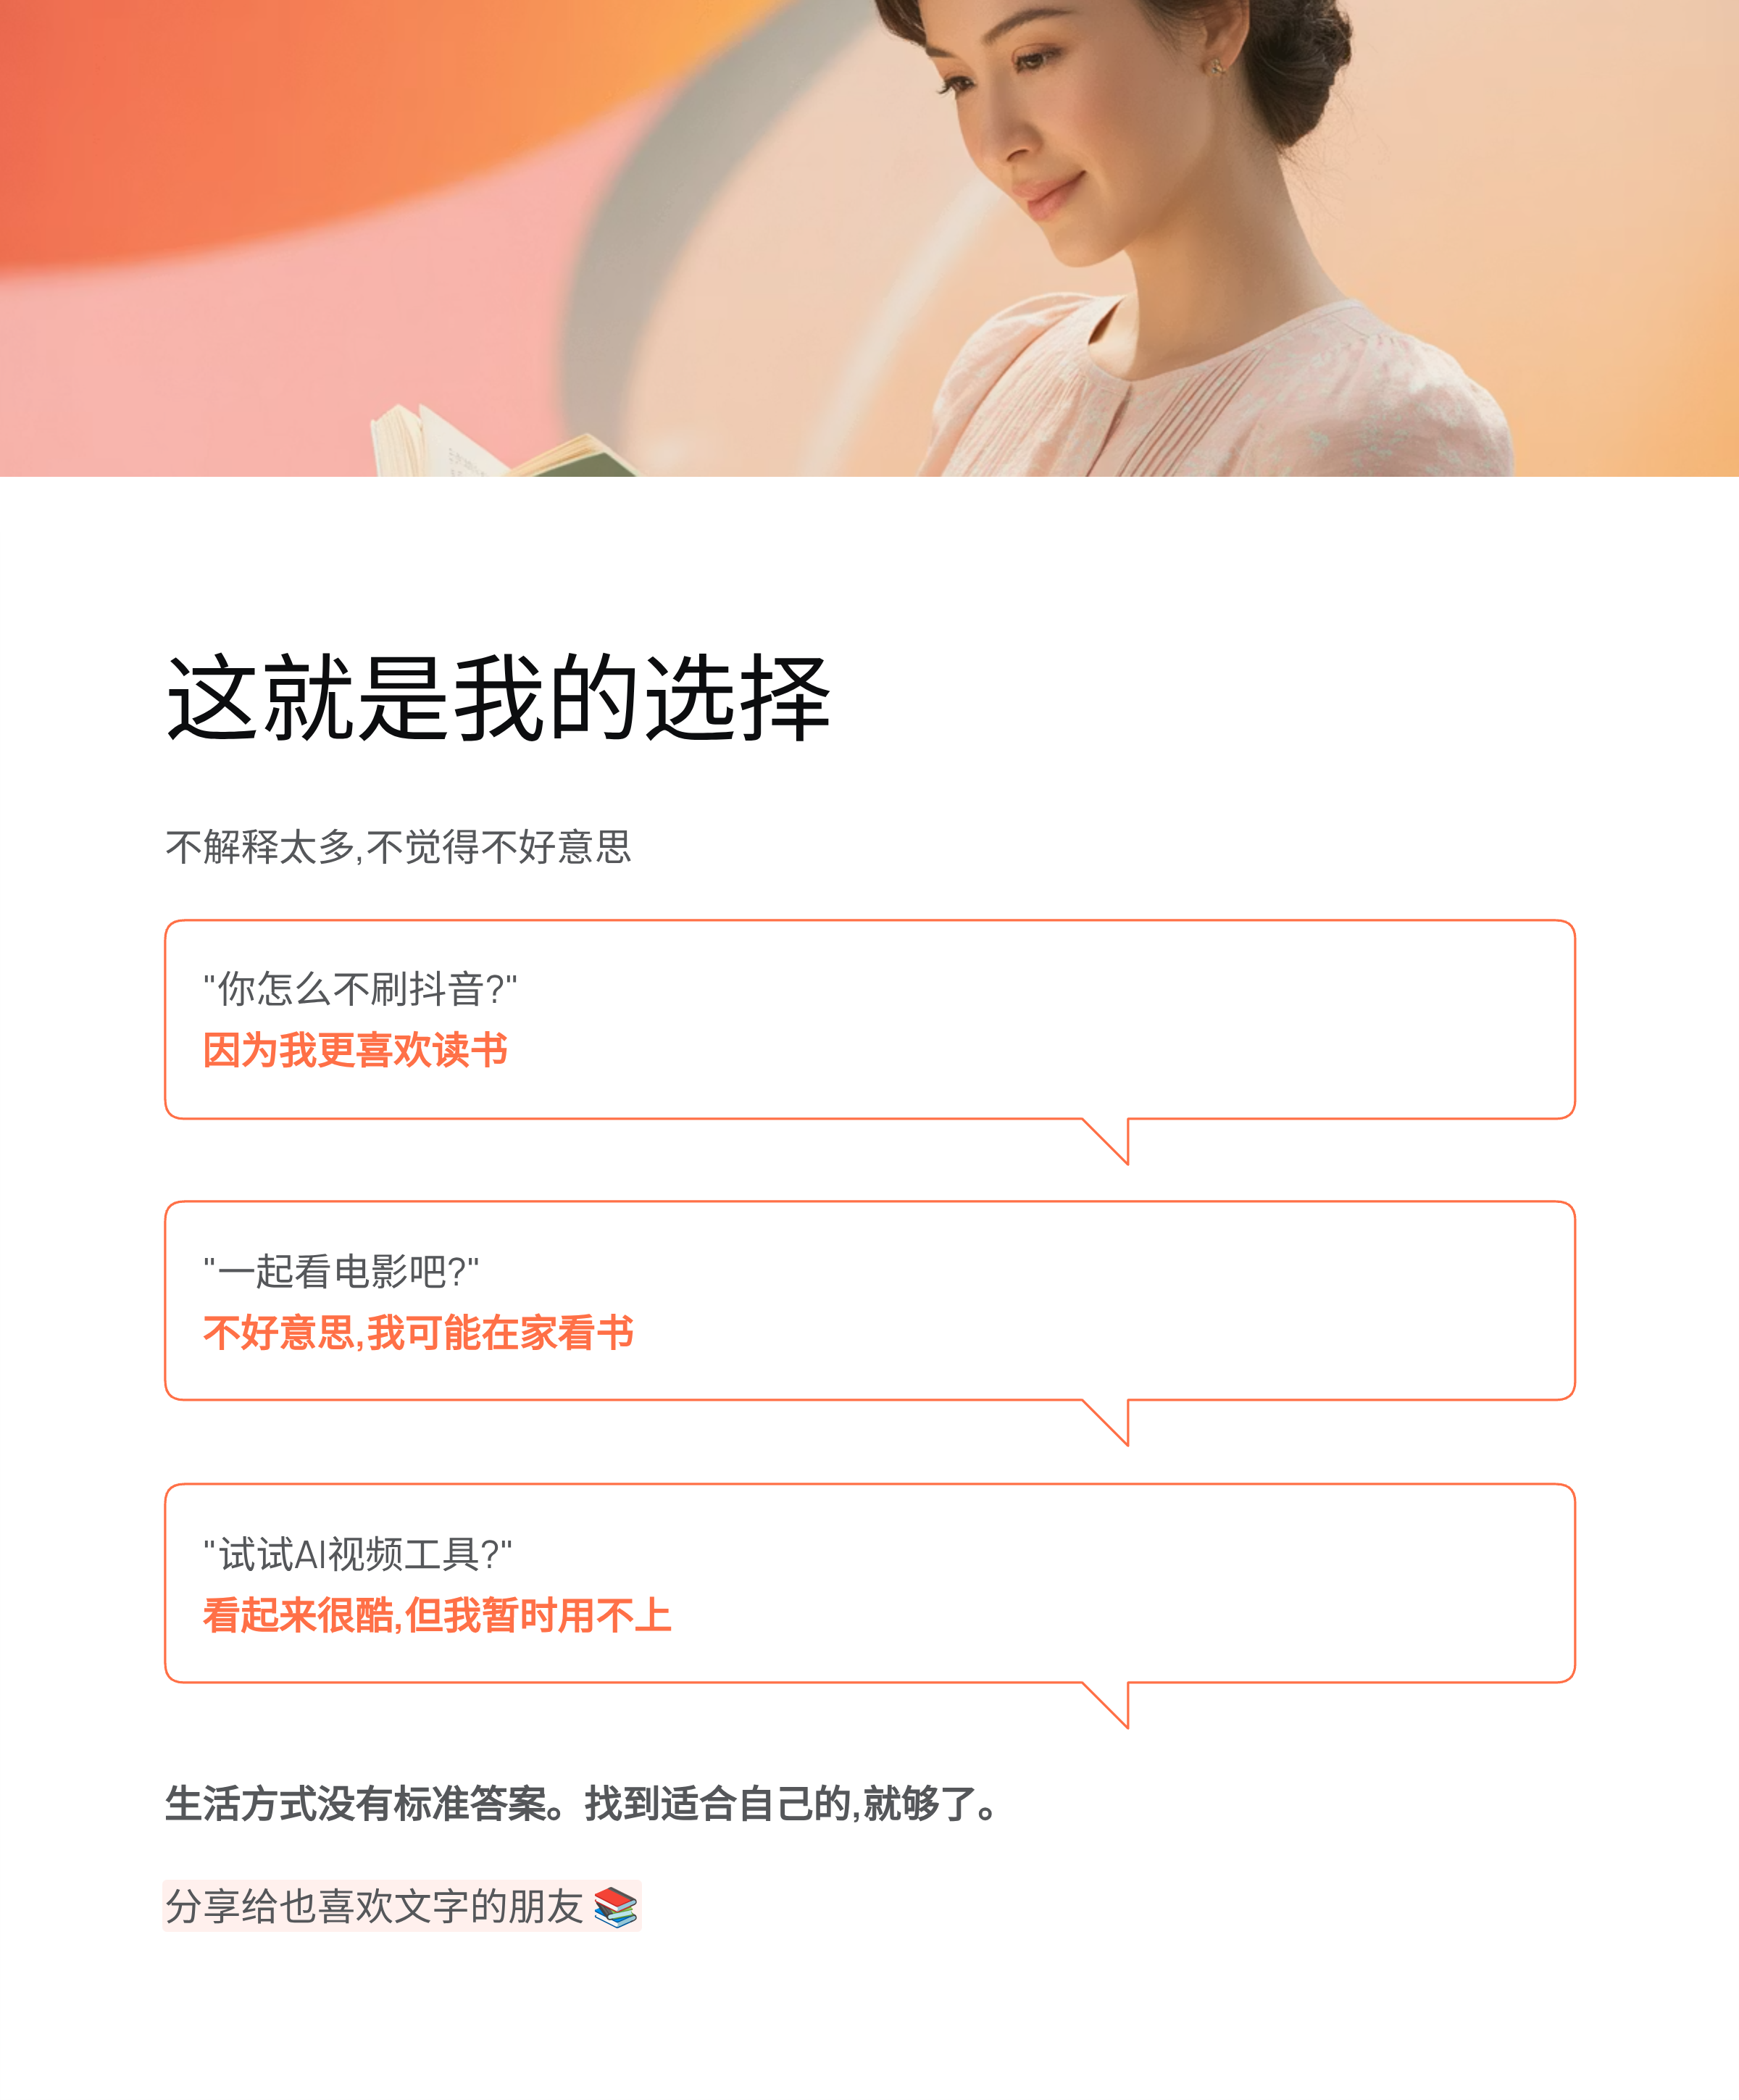 这就是我的选择
不解释太多,不觉得不好意思
"你怎么不刷抖音?"
因为我更喜欢读书
"一起看电影吧?"
不好意思,我可能在家看书
"试试AI视频工具?"
看起来很酷,但我暂时用不上
生活方式没有标准答案。找到适合自己的,就够了。
分享给也喜欢文字的朋友 📚